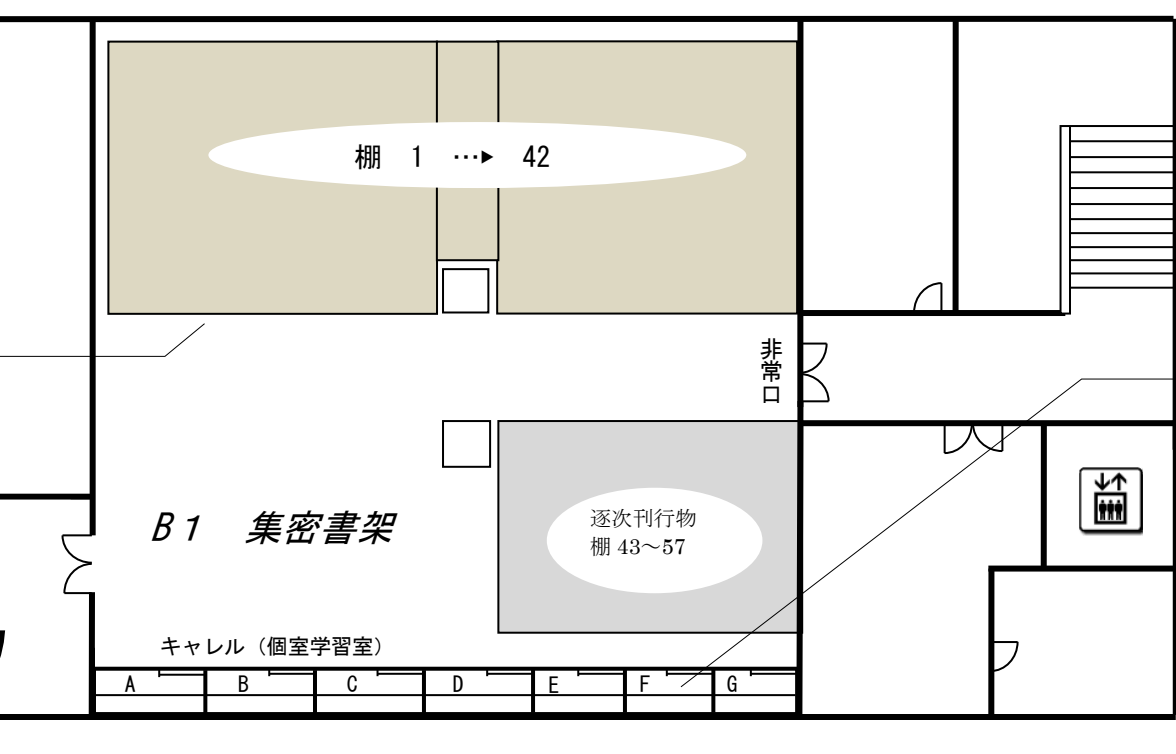 棚 1 …▶ 42
非常口
逐次刊行物
棚 43～57
B1 集密書架
キャレル（個室学習室）
A B C D E F G